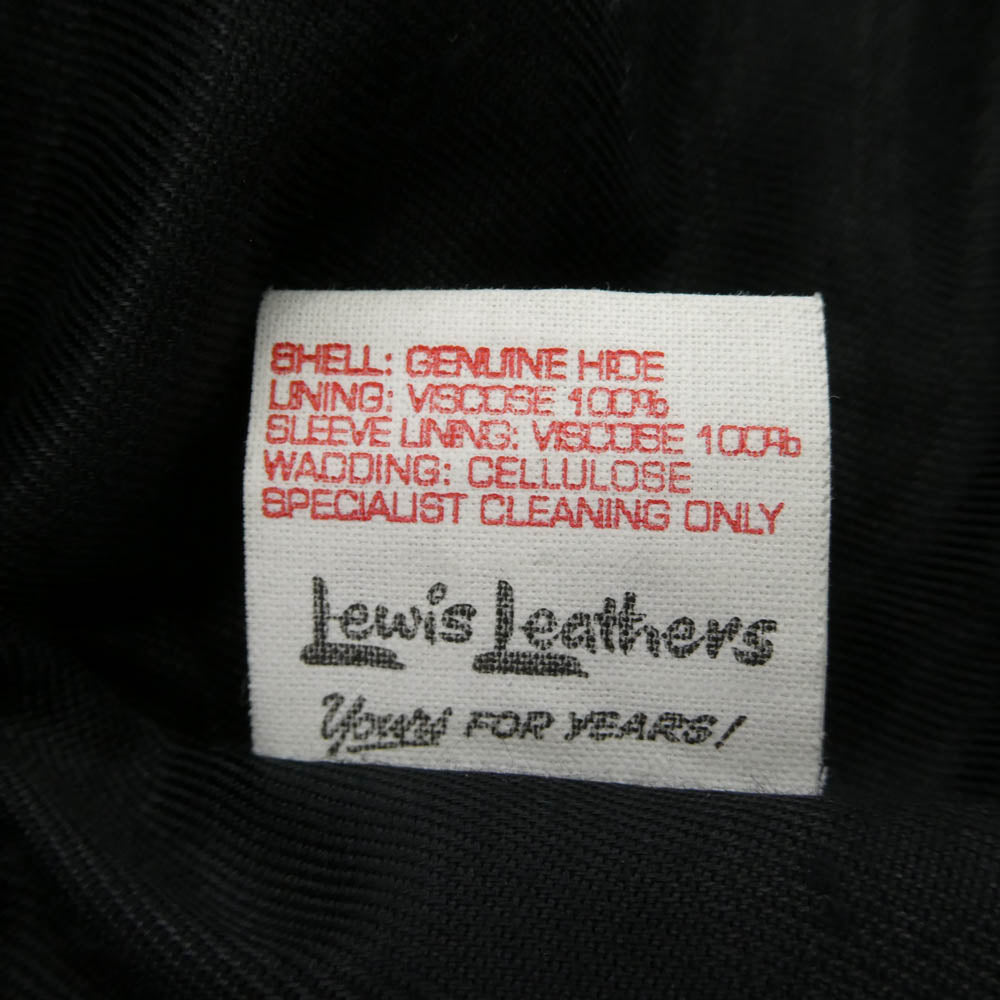 SHELL: GENUINE HIDE
LINING: VISCOSE 100%
SLEEVE LINING: VISCOSE 100%
WADDING: CELLULOSE
SPECIALIST CLEANING ONLY
Lewis Leathers
Yours FOR YEARS!